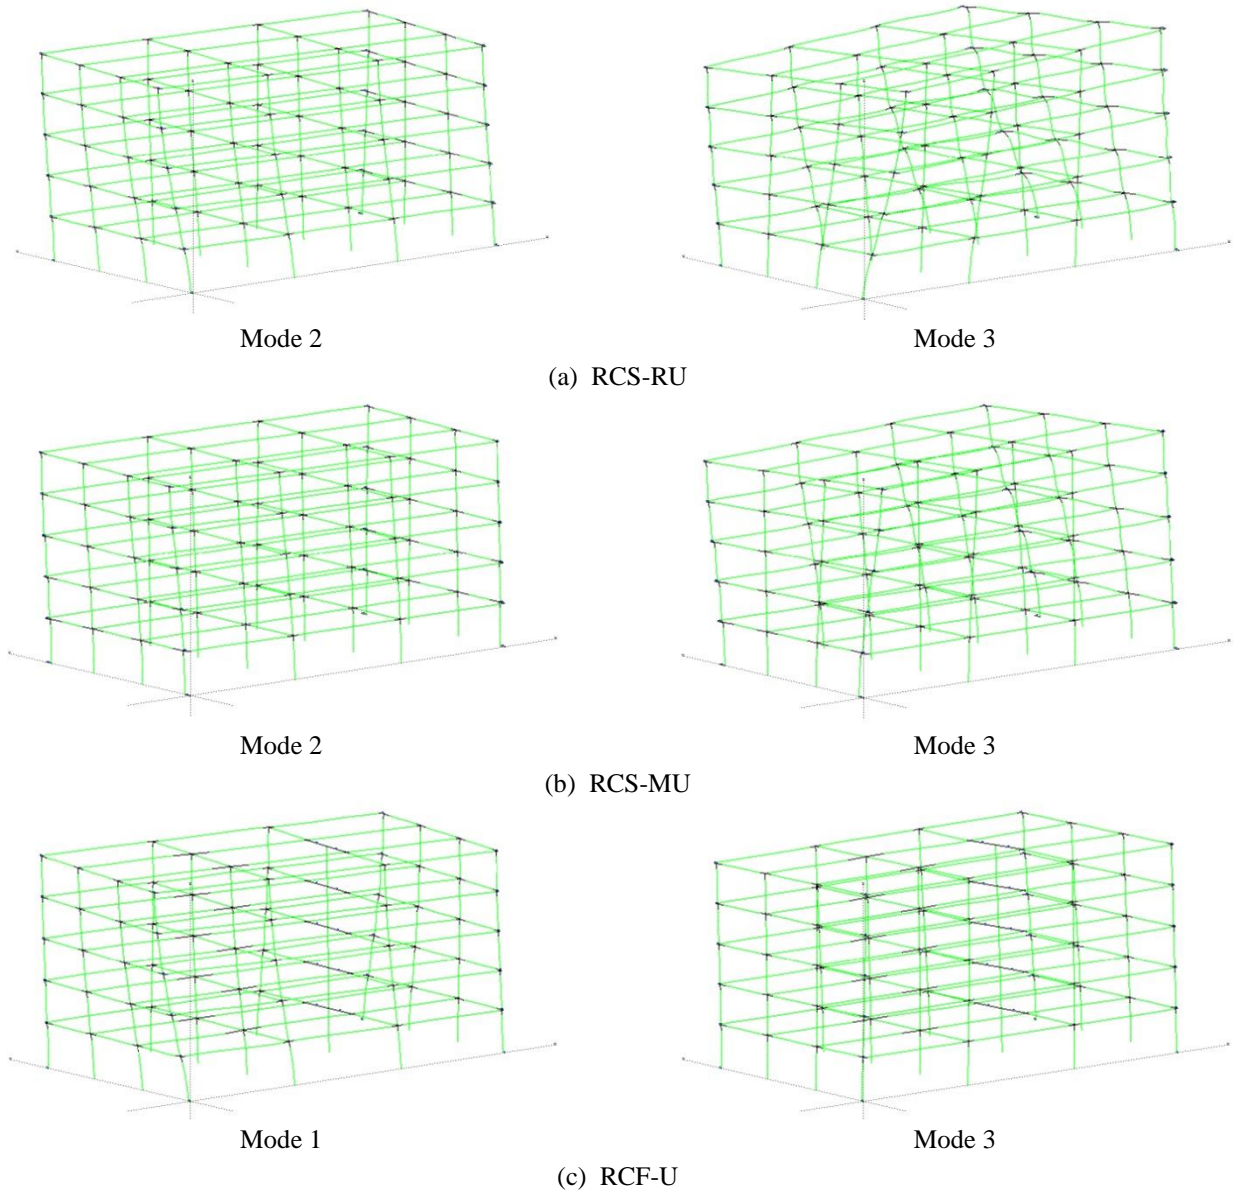 Mode 2 Mode 3
(a) RCS-RU
Mode 2 Mode 3
(b) RCS-MU
Mode 1 Mode 3
(c) RCF-U